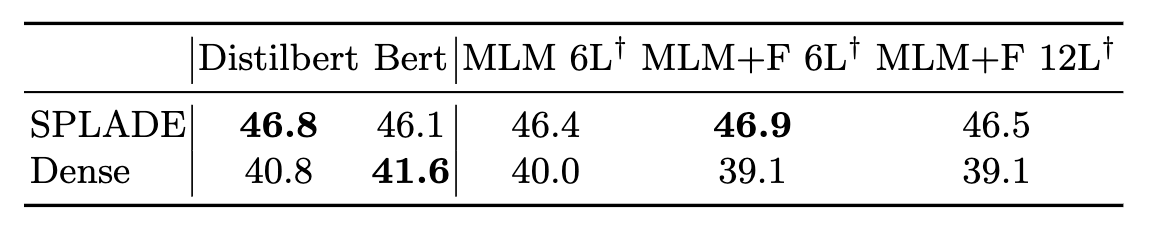 Distilbert Bert MLM 6L† MLM+F 6L† MLM+F 12L†
SPLADE 46.8 46.1 46.4 46.9 46.5
Dense 40.8 41.6 40.0 39.1 39.1